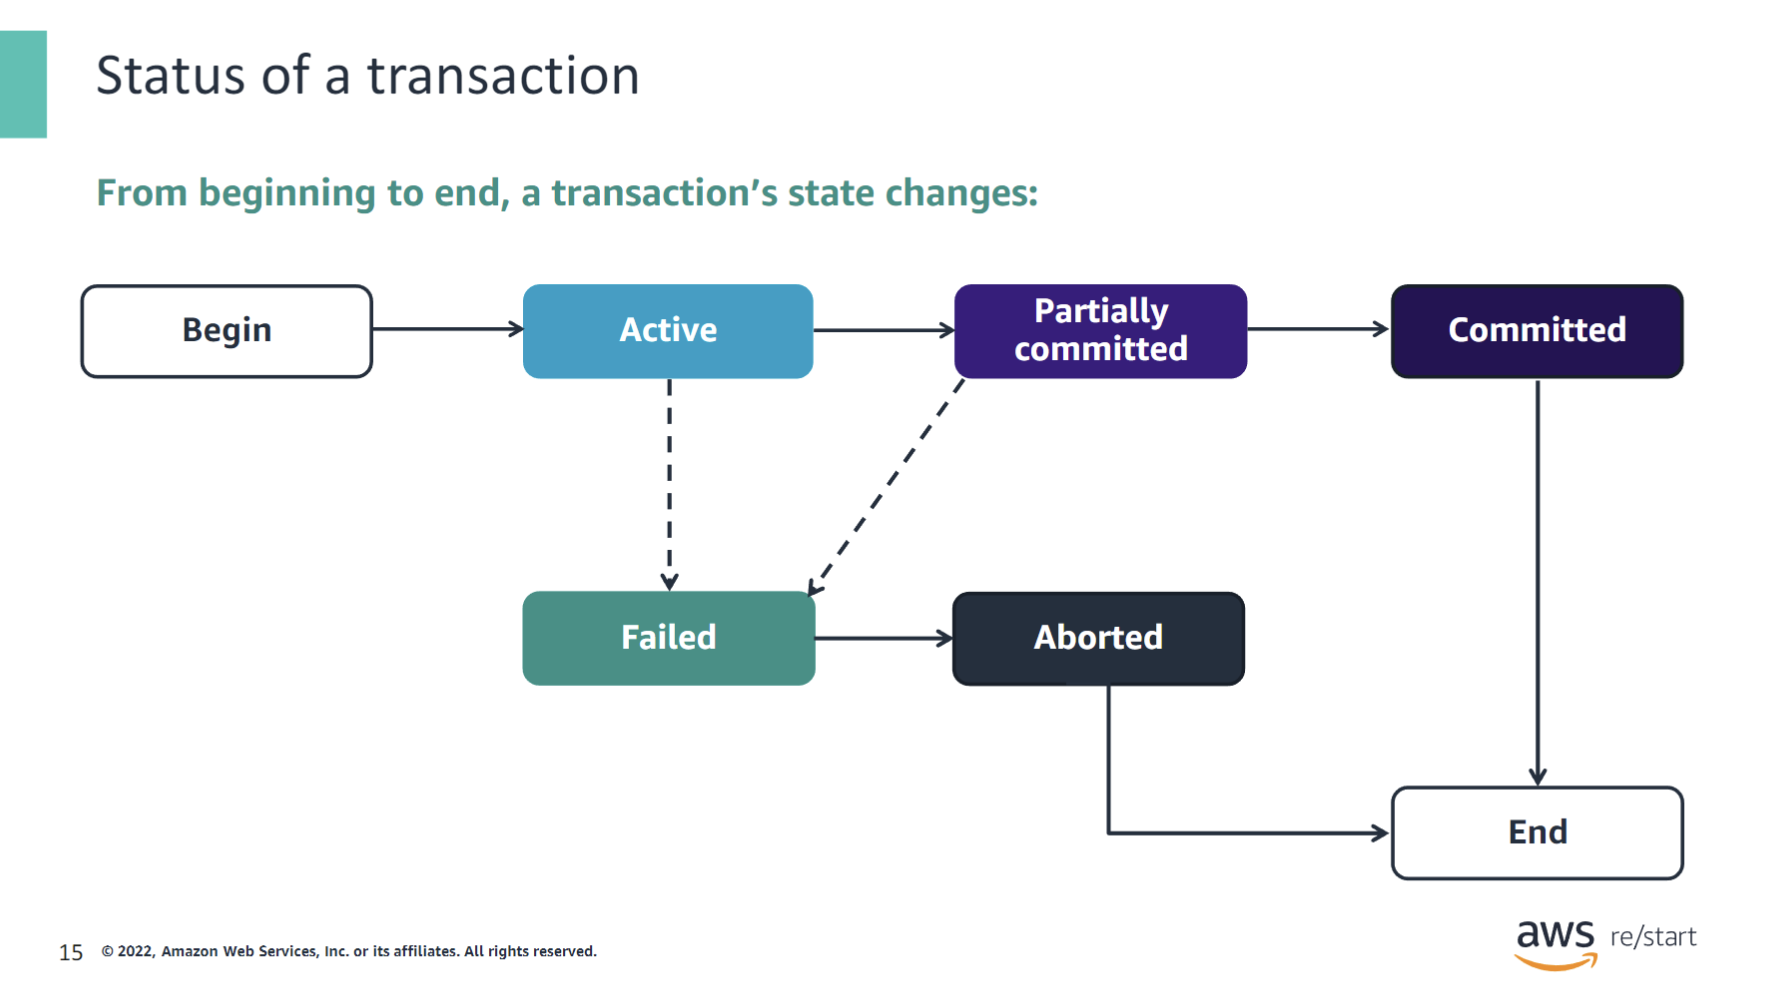 Status of a transaction
From beginning to end, a transaction’s state changes:
Begin
Active
Partially
committed
Committed
Failed
Aborted
End
15 © 2022, Amazon Web Services, Inc. or its affiliates. All rights reserved.
aws re/start